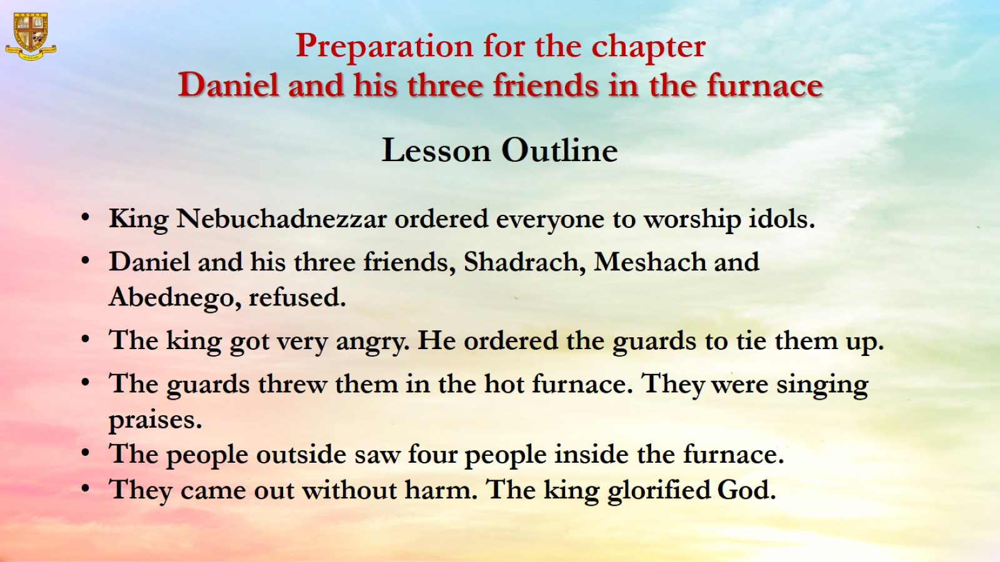 Preparation for the chapter
Daniel and his three friends in the furnace
Lesson Outline
• King Nebuchadnezzar ordered everyone to worship idols.
• Daniel and his three friends, Shadrach, Meshach and
Abednego, refused.
• The king got very angry. He ordered the guards to tie them up.
• The guards threw them in the hot furnace. They were singing
praises.
• The people outside saw four people inside the furnace.
• They came out without harm. The king glorified God.